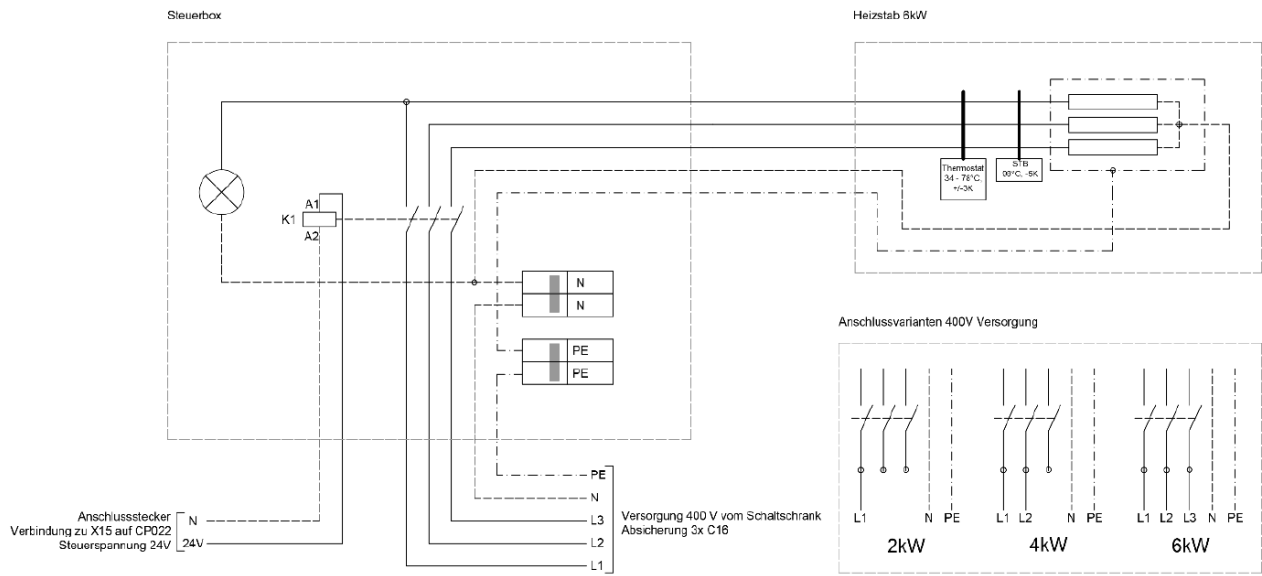 Steuerbox
Heizstab 6kW
Thermostat
34 - 78°C,
+/-3K
STB
, -5K
A1
K1
A2
N
N
PE
PE
Anschlussvarianten 400V Versorgung
L1 N PE
2kW
L1 L2 N PE
4kW
L1 L2 L3 N PE
6kW
PE
N
L3
L2
L1
Versorgung 400 V vom Schaltschrank
Absicherung 3x C16
Anschlussstecker
Verbindung zu X15 auf CP022
Steuerspannung 24V
N
24V